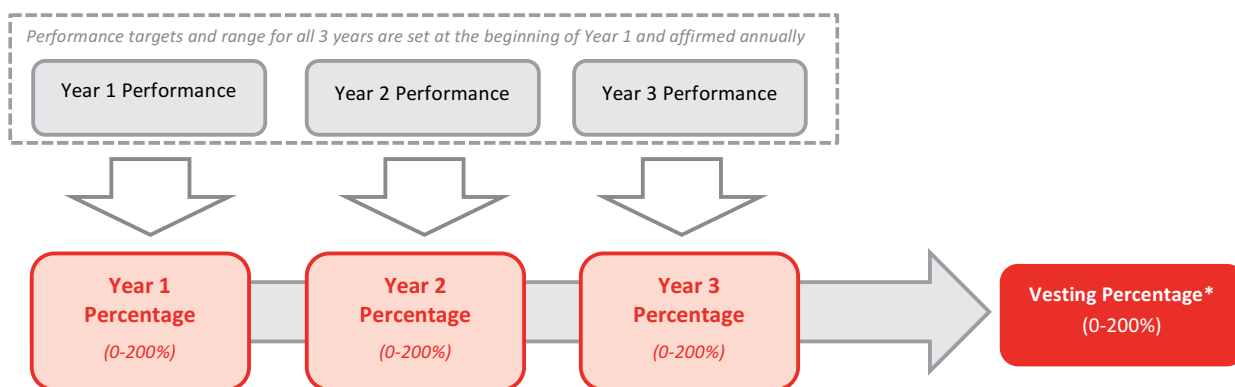 Performance targets and range for all 3 years are set at the beginning of Year 1 and affirmed annually
Year 1 Performance
Year 2 Performance
Year 3 Performance
Year 1
Percentage
(0-200%)
Year 2
Percentage
(0-200%)
Year 3
Percentage
(0-200%)
Vesting Percentage*
(0-200%)